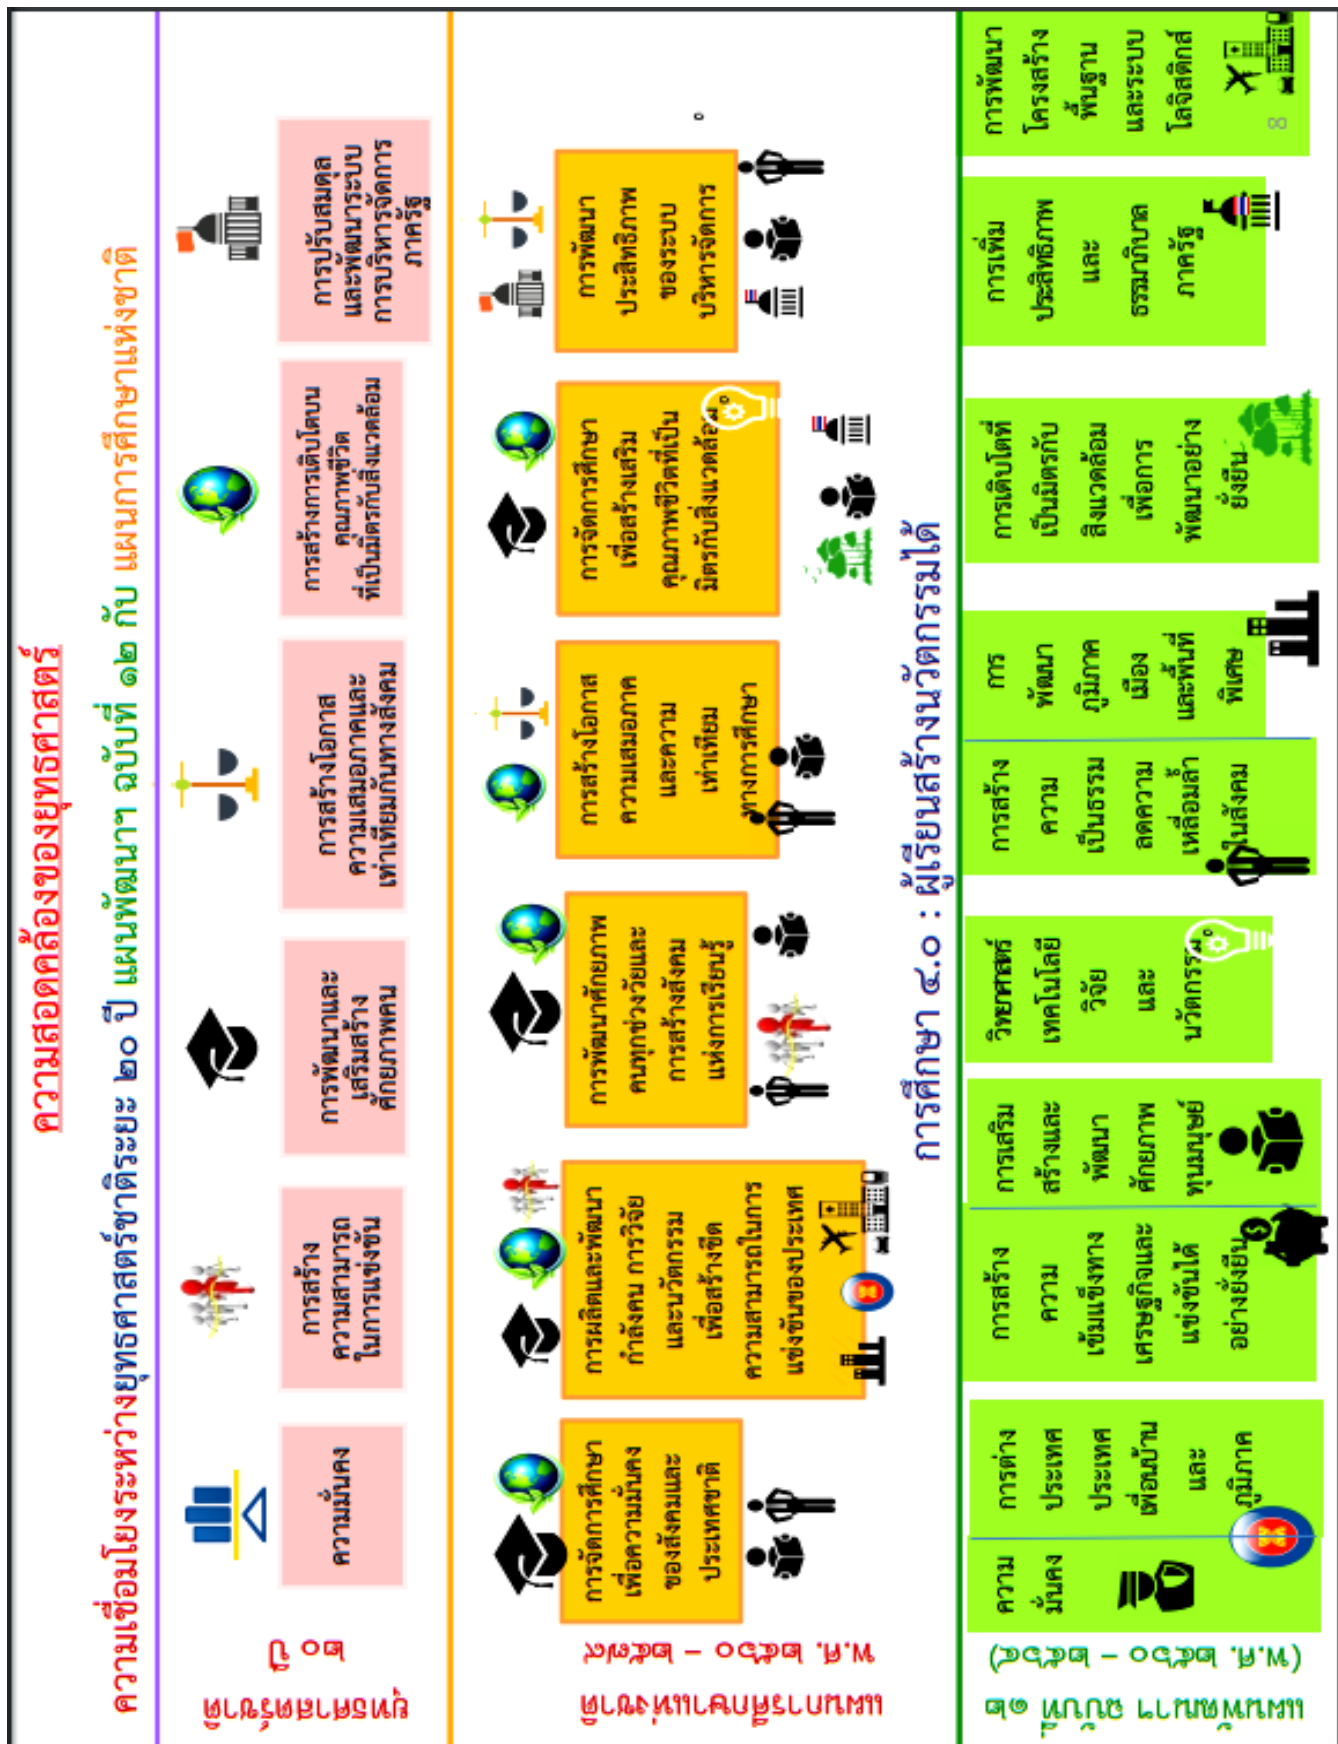 ความสอดคล้องของยุทธศาสตร์
ความเชื่อมโยงระหว่างยุทธศาสตร์ชาติระยะ ๒๐ ปี แผนพัฒนาฯ ฉบับที่ ๑๒ กับ แผนการศึกษาแห่งชาติ
ยุทธศาสตร์ชาติ
๒๐ ปี
ความมั่นคง
การสร้าง
ความสามารถ
ในการแข่งขัน
การพัฒนาและ
เสริมสร้าง
ศักยภาพคน
การสร้างโอกาส
ความเสมอภาคและ
เท่าเทียมกันทางสังคม
การสร้างการเติบโตบน
คุณภาพชีวิต
ที่เป็นมิตรกับสิ่งแวดล้อม
การปรับสมดุล
และพัฒนาระบบ
การบริหารจัดการ
ภาครัฐ
แผนการศึกษาแห่งชาติ
พ.ศ. ๒๕๖๐ – ๒๕๗๙
การจัดการศึกษา
เพื่อความมั่นคง
ของสังคมและ
ประเทศชาติ
การผลิตและพัฒนา
กำลังคน การวิจัย
และนวัตกรรม
เพื่อสร้างขีด
ความสามารถในการ
แข่งขันของประเทศ
การพัฒนาศักยภาพ
คนทุกช่วงวัยและ
การสร้างสังคม
แห่งการเรียนรู้
การสร้างโอกาส
ความเสมอภาค
และความ
เท่าเทียม
ทางการศึกษา
การจัดการศึกษา
เพื่อสร้างเสริม
คุณภาพชีวิตที่เป็น
มิตรกับสิ่งแวดล้อม
การพัฒนา
ประสิทธิภาพ
ของระบบ
บริหารจัดการ
การศึกษา ๔.๐ : ผู้เรียนสร้างนวัตกรรมได้
แผนพัฒนาฯ ฉบับที่ ๑๒
(พ.ศ. ๒๕๖๐ – ๒๕๖๔)
ความ
มั่นคง
การต่าง
ประเทศ
ประเทศ
เพื่อนบ้าน
และ
ภูมิภาค
การสร้าง
ความ
เข้มแข็งทาง
เศรษฐกิจและ
แข่งขันได้
อย่างยั่งยืน
การเสริม
สร้างและ
พัฒนา
ศักยภาพ
ทุนมนุษย์
วิทยาศาสตร์
เทคโนโลยี
วิจัย
และ
นวัตกรรม
การสร้าง
ความ
เป็นธรรม
ลดความ
เหลื่อมล้ำ
ในสังคม
การ
พัฒนา
ภูมิภาค
เมือง
และพื้นที่
พิเศษ
การเติบโตที่
เป็นมิตรกับ
สิ่งแวดล้อม
เพื่อการ
พัฒนาอย่าง
ยั่งยืน
การเพิ่ม
ประสิทธิภาพ
และ
ธรรมาภิบาล
ภาครัฐ
การพัฒนา
โครงสร้าง
พื้นฐาน
และระบบ
โลจิสติกส์
8